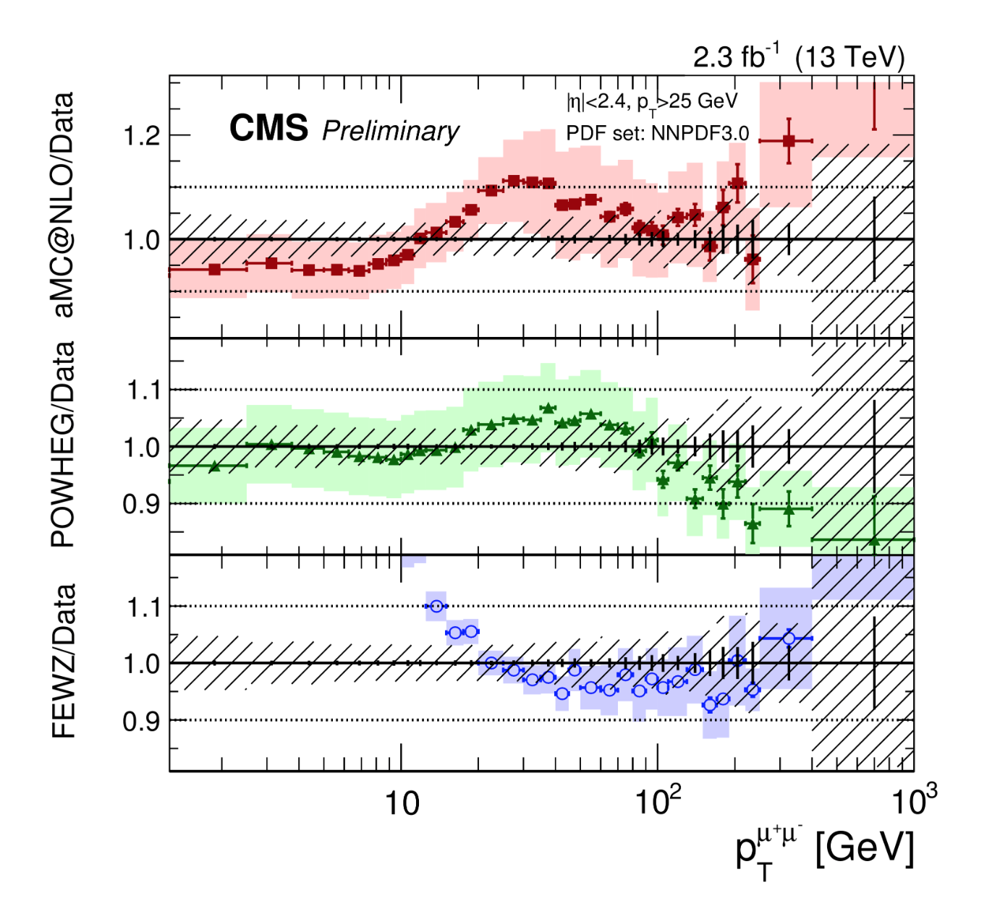 2.3 fb⁻¹ (13 TeV)
|η|<2.4, p_T>25 GeV
CMS Preliminary
PDF set: NNPDF3.0
aMC@NLO/Data
1.2
1.0
POWHEG/Data
1.1
1.0
0.9
FEWZ/Data
1.1
1.0
0.9
10 10² 10³
p_T^μ⁺μ⁻ [GeV]